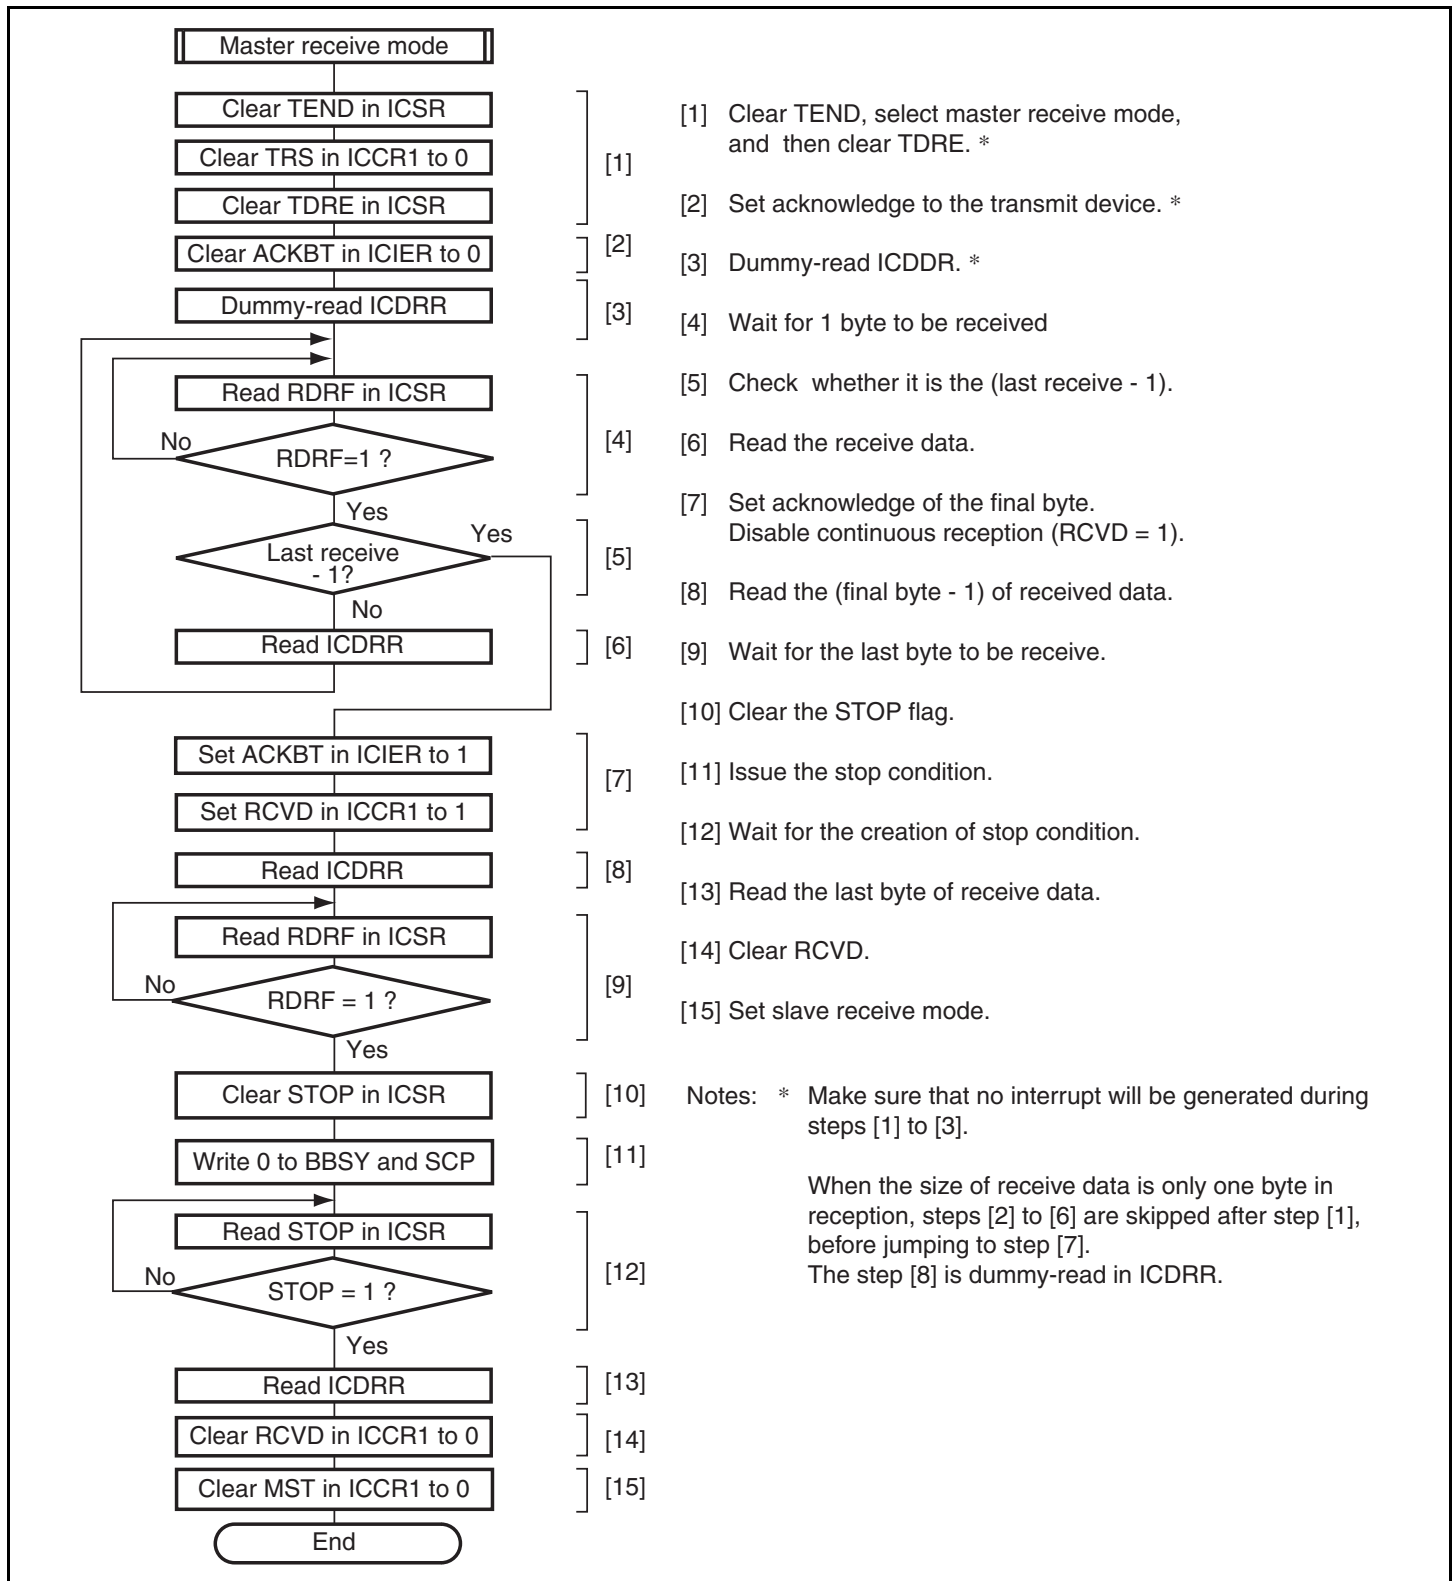 Master receive mode
Clear TEND in ICSR
Clear TRS in ICCR1 to 0
Clear TDRE in ICSR
[1]
Clear ACKBT in ICIER to 0
[2]
Dummy-read ICDRR
[3]
Read RDRF in ICSR
No
RDRF=1 ?
[4]
Yes
Last receive
- 1?
Yes
[5]
No
Read ICDRR
[6]
Set ACKBT in ICIER to 1
[7]
Set RCVD in ICCR1 to 1
Read ICDRR
[8]
Read RDRF in ICSR
No
RDRF = 1 ?
[9]
Yes
Clear STOP in ICSR
[10]
Write 0 to BBSY and SCP
[11]
Read STOP in ICSR
No
STOP = 1 ?
[12]
Yes
Read ICDRR
[13]
Clear RCVD in ICCR1 to 0
[14]
Clear MST in ICCR1 to 0
[15]
End
[1] Clear TEND, select master receive mode,
and then clear TDRE. *
[2] Set acknowledge to the transmit device. *
[3] Dummy-read ICDDR. *
[4] Wait for 1 byte to be received
[5] Check whether it is the (last receive - 1).
[6] Read the receive data.
[7] Set acknowledge of the final byte.
Disable continuous reception (RCVD = 1).
[8] Read the (final byte - 1) of received data.
[9] Wait for the last byte to be receive.
[10] Clear the STOP flag.
[11] Issue the stop condition.
[12] Wait for the creation of stop condition.
[13] Read the last byte of receive data.
[14] Clear RCVD.
[15] Set slave receive mode.
Notes: * Make sure that no interrupt will be generated during
steps [1] to [3].
When the size of receive data is only one byte in
reception, steps [2] to [6] are skipped after step [1],
before jumping to step [7].
The step [8] is dummy-read in ICDRR.